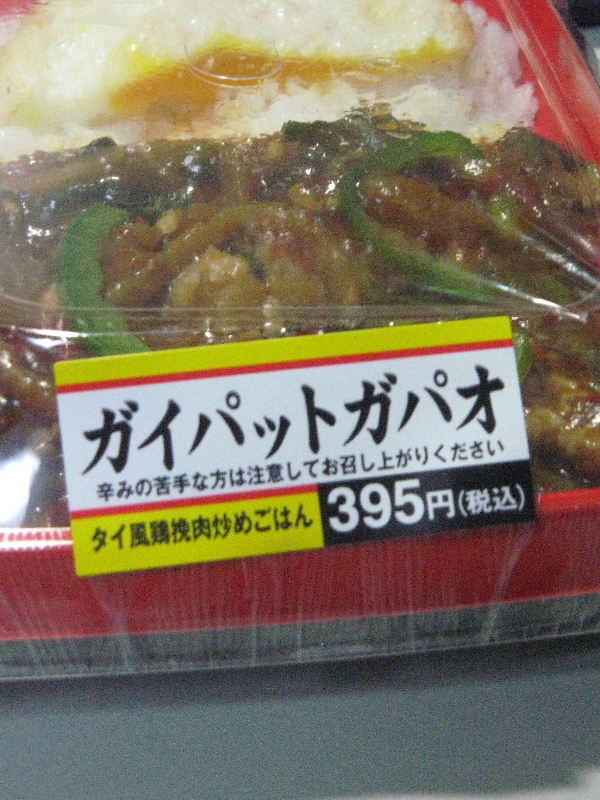 ガイパットガパオ
辛みの苦手な方は注意してお召し上がりください
タイ風鶏挽肉炒めごはん
395円(税込)